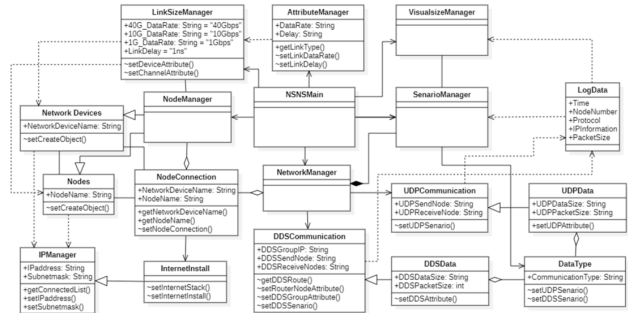 LinkSizeManager
+40G_DataRate: String = "40Gbps"
+10G_DataRate: String = "10Gbps"
+1G_DataRate: String = "1Gbps"
+LinkDelay = "1ns"
~setDeviceAttribute()
~setChannelAttribute()
AttributeManager
+DataRate: String
+Delay: String
+getLinkType()
~setLinkDataRate()
~setLinkDelay()
VisualsizeManager
NodeManager
NSNSMain
SenarioManager
LogData
+Time
+NodeNumber
+Protocol
+IPInformation
+PacketSize
Network Devices
+NetworkDeviceName: String
~setCreateObject()
Nodes
+NodeName: String
~setCreateObject()
NodeConnection
+NetworkDeviceName: String
+NodeName: String
+getNetworkDeviceName()
+getNodeName()
~setNodeConnection()
NetworkManager
UDPCommunication
+UDPSendNode: String
+UDPReceiveNode: String
~setUDPSenario()
UDPData
+UDPDataSize: String
+UDPPacketSize: int
~setUDPAttribute()
IPManager
+IPaddress: String
+Subnetmask: String
+getConnectedList()
+setIPaddress()
~setSubnetmask()
InternetInstall
~setInternetStack()
~setInternetInstall()
DDSCommunication
+DDSGroupIP: String
+DDSSendNode: String
+DDSReceiveNodes: String
+getDDSRoute()
~setRouterNodeAttribute()
~setDDSGroupAttribute()
~setDDSSenario()
DDSData
+DDSDataSize: String
+DDSPacketSize: int
~setDDSAttribute()
DataType
+CommunicationType: String
~setUDPSenario()
~setDDSSenario()